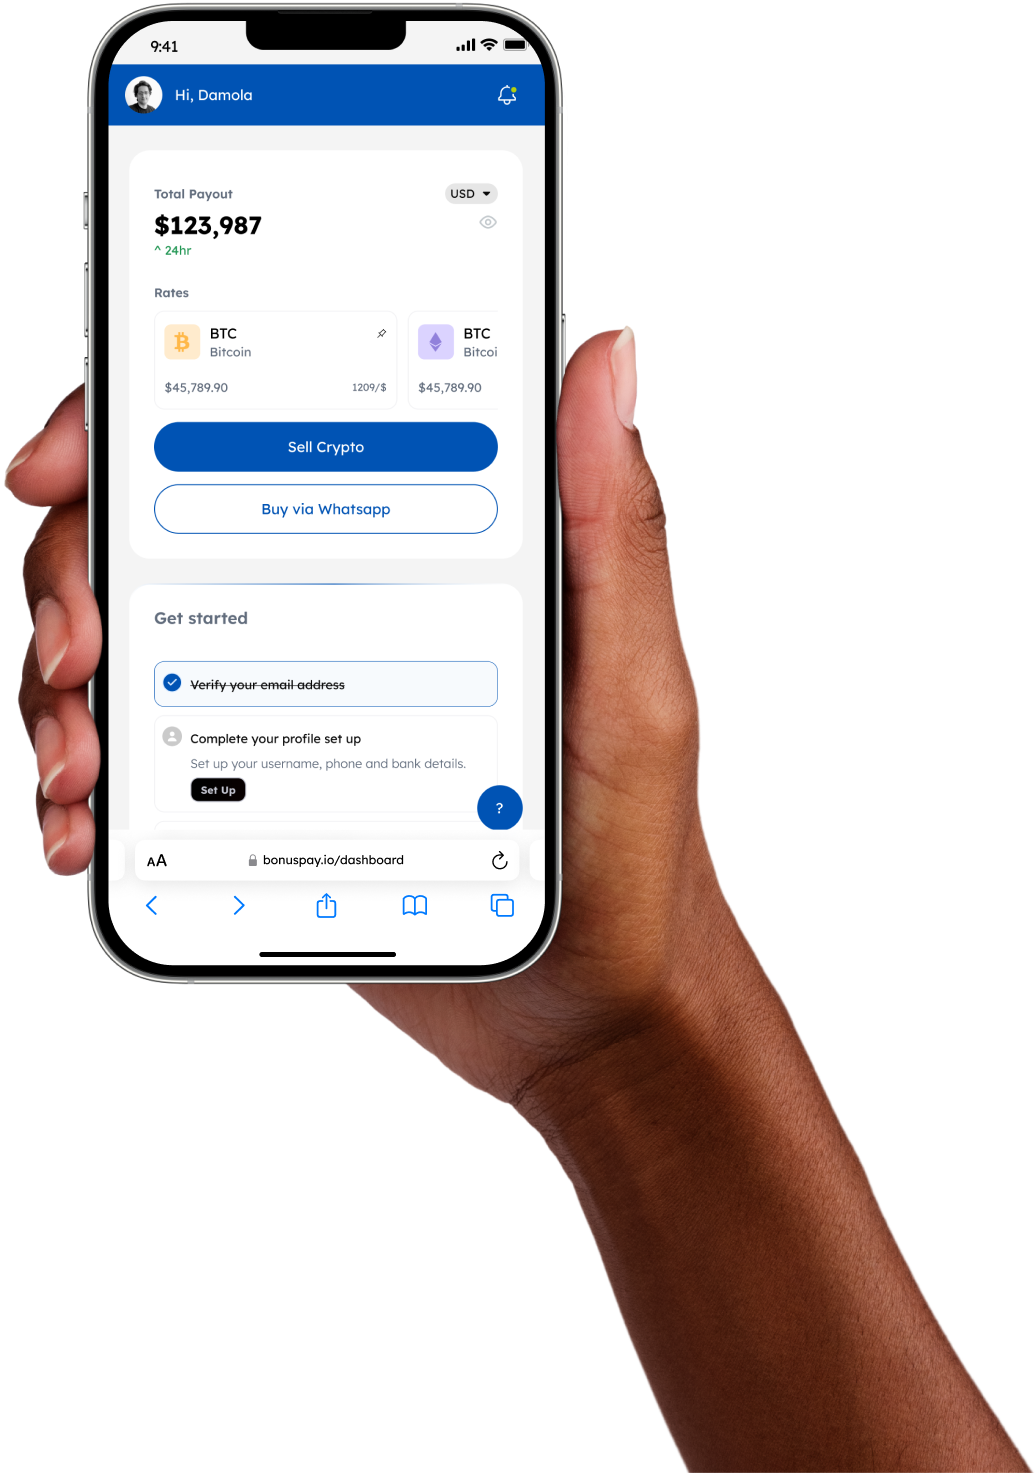 9:41
Hi, Damola
Total Payout
USD
$123,987
^ 24hr
Rates
BTC
Bitcoin
$45,789.90
1209/$
BTC
Bitcoi
$45,789.90
Sell Crypto
Buy via Whatsapp
Get started
Verify your email address
Complete your profile set up
Set up your username, phone and bank details.
Set Up
?
AA
bonuspay.io/dashboard